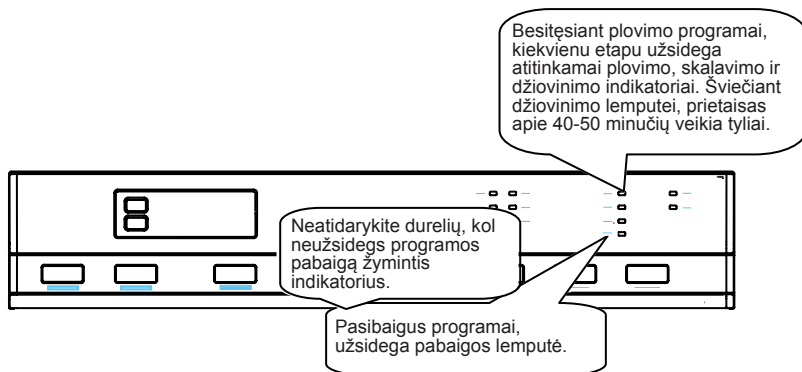 Besitęsiant plovimo programai,
kiekvienu etapu užsidega
atitinkamai plovimo, skalavimo ir
džiovinimo indikatoriai. Šviečiant
džiovinimo lemputei, prietaisas
apie 40-50 minučių veikia tyliai.
Neatidarykite durelių, kol
neužsidegs programos
pabaigą žymintis
indikatorius.
Pasibaigus programai,
užsidega pabaigos lemputė.